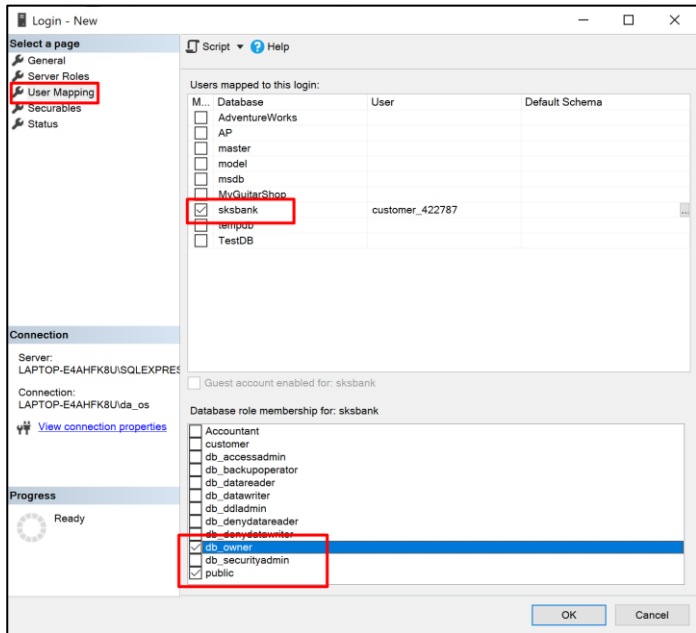 Login - New
Select a page
General
Server Roles
User Mapping
Securables
Status
Script Help
Users mapped to this login:
M... Database User Default Schema
AdventureWorks
AP
master
model
msdb
MyGuitarShop
sksbank customer_422787 ...
tempdb
TestDB
Guest account enabled for: sksbank
Connection
Server:
LAPTOP-E4AHFK8U\SQLEXPRES
Connection:
LAPTOP-E4AHFK8U\da_os
View connection properties
Database role membership for: sksbank
Accountant
customer
db_accessadmin
db_backupoperator
db_datareader
db_datawriter
db_ddladmin
db_denydatareader
db_denydatawriter
db_owner
db_securityadmin
public
Progress
Ready
OK Cancel